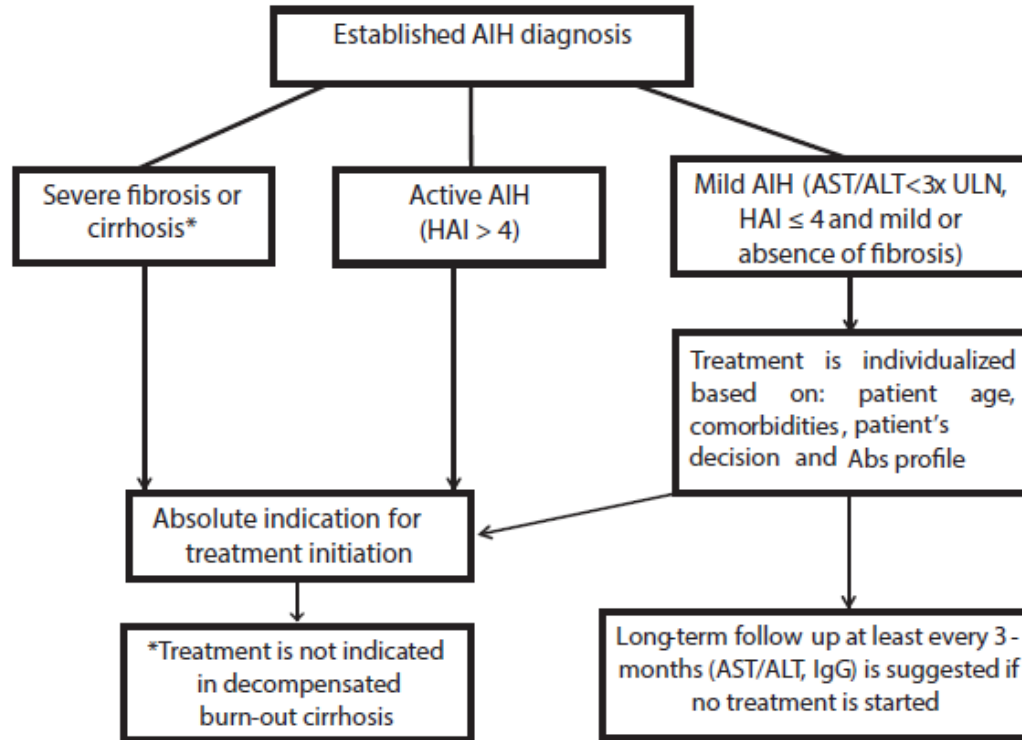 Established AIH diagnosis
Severe fibrosis or
cirrhosis*
Active AIH
(HAI > 4)
Mild AIH (AST/ALT<3x ULN,
HAI ≤ 4 and mild or
absence of fibrosis)
Treatment is individualized
based on: patient age,
comorbidities, patient's
decision and Abs profile
Absolute indication for
treatment initiation
*Treatment is not indicated
in decompensated
burn-out cirrhosis
Long-term follow up at least every 3-
months (AST/ALT, IgG) is suggested if
no treatment is started